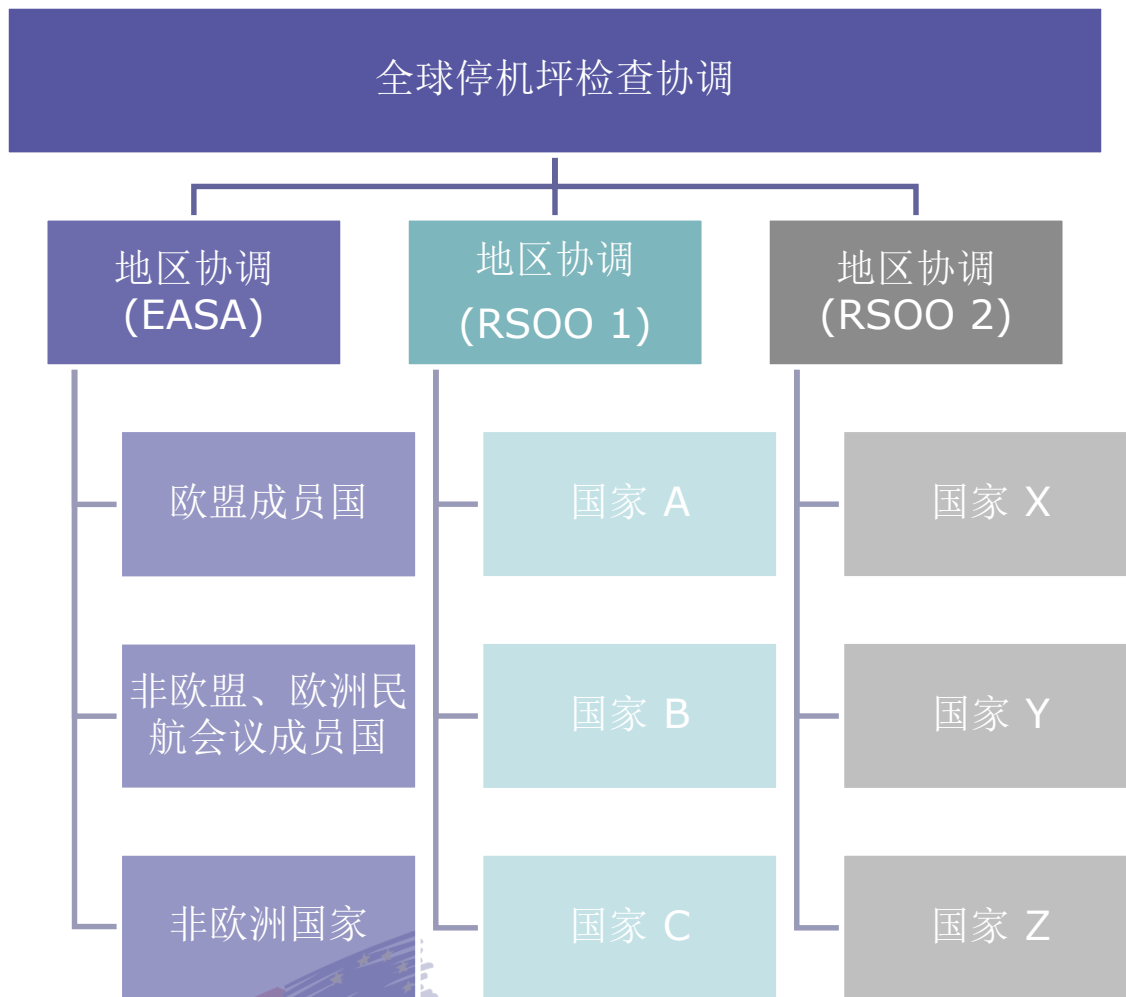 全球停机坪检查协调
地区协调
(EASA)
欧盟成员国
非欧盟、欧洲民
航会议成员国
非欧洲国家
地区协调
(RSOO 1)
国家 A
国家 B
国家 C
地区协调
(RSOO 2)
国家 X
国家 Y
国家 Z